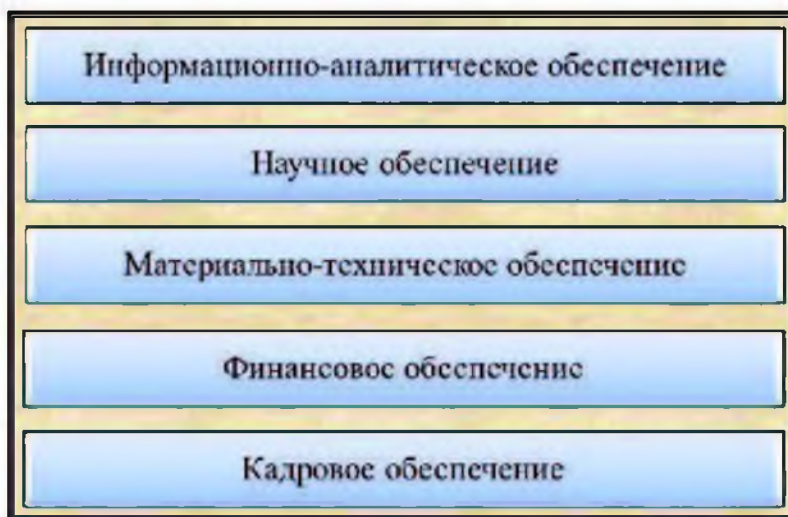 Информационно-аналитическое обеспечение
Научное обеспечение
Материально-техническое обеспечение
Финансовое обеспечение
Кадровое обеспечение